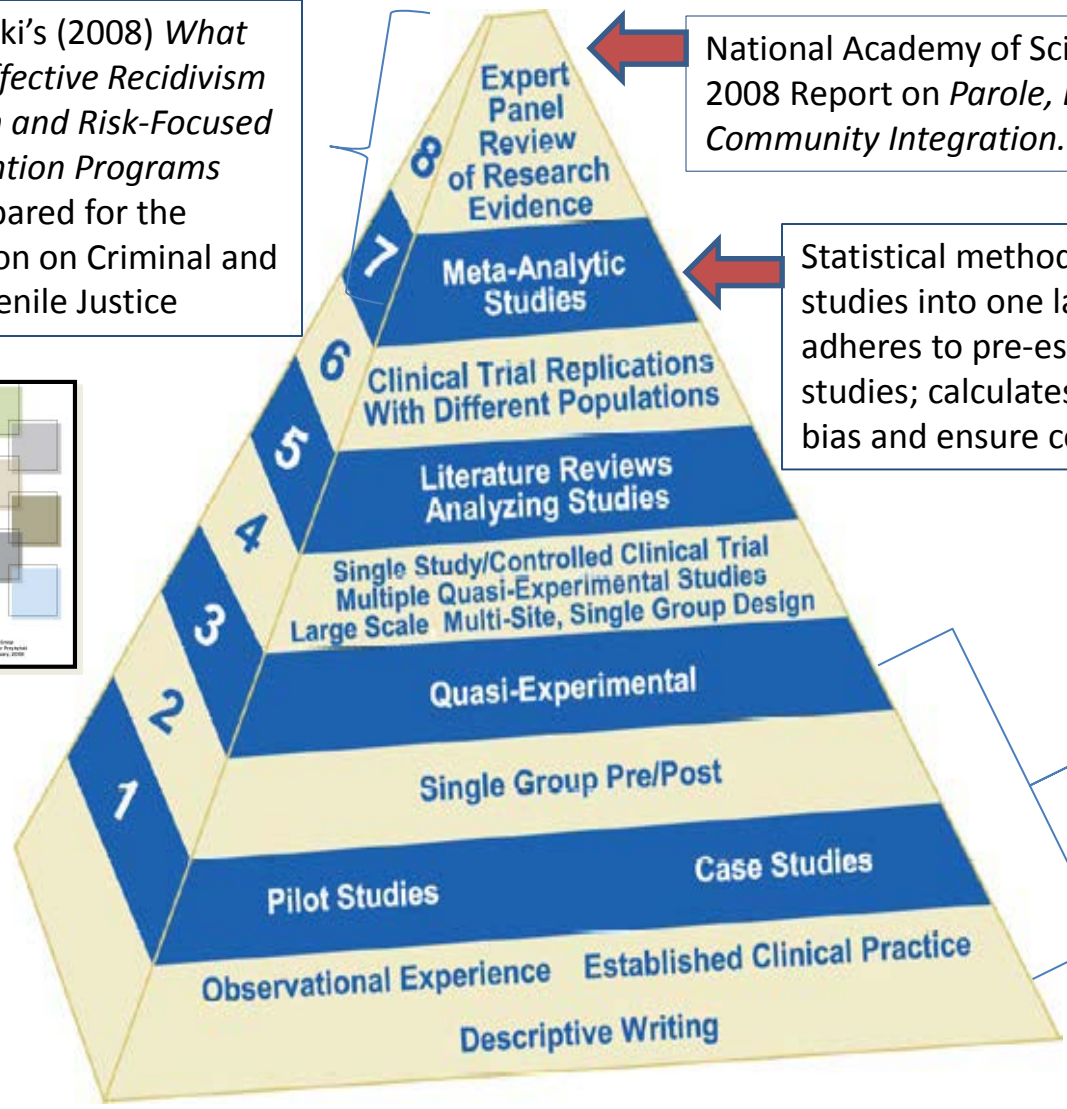 ki’s (2008) What
ffective Recidivism
n and Risk-Focused
ntion Programs
pared for the
on on Criminal and
enile Justice
National Academy of Sci
2008 Report on Parole,
Community Integration.
8
Expert
Panel
Review
of Research
Evidence
7
Meta-Analytic
Studies
Statistical method
studies into one la
adheres to pre-es
studies; calculates
bias and ensure co
6
Clinical Trial Replications
With Different Populations
5
Literature Reviews
Analyzing Studies
4
Single Study/Controlled Clinical Trial
Multiple Quasi-Experimental Studies
Large Scale Multi-Site, Single Group Design
3
Quasi-Experimental
2
Single Group Pre/Post
1
Pilot Studies
Case Studies
Observational Experience
Established Clinical Practice
Descriptive Writing